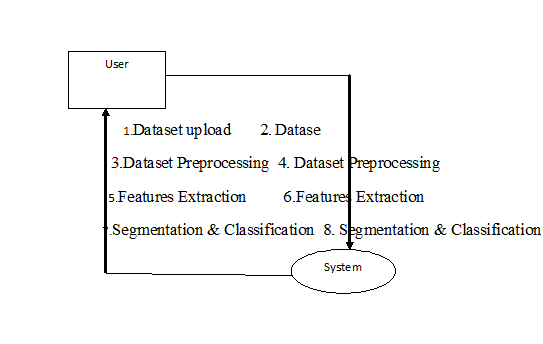 User
1.Dataset upload 2. Datase
3.Dataset Preprocessing 4. Dataset Preprocessing
5.Features Extraction 6.Features Extraction
7.Segmentation & Classification 8. Segmentation & Classification
System